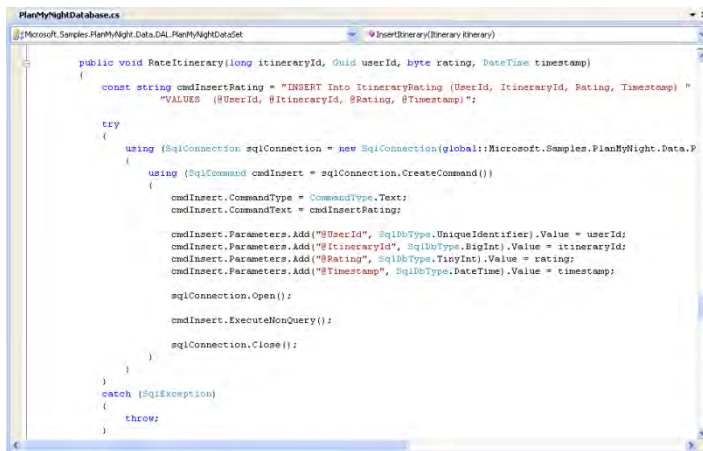 PlanMyNightDatabase.cs
Microsoft.Samples.PlanMyNight.Data.DAL.PlanMyNightDataSet
InsertItinerary(Itinerary itinerary)
public void RateItinerary(long itineraryId, Guid userId, byte rating, DateTime timestamp)
{
const string cmdInsertRating = "INSERT Into ItineraryRating (UserId, ItineraryId, Rating, Timestamp) "
"VALUES (@UserId, @ItineraryId, @Rating, @Timestamp)";
try
{
using (SqlConnection sqlConnection = new SqlConnection(global::Microsoft.Samples.PlanMyNight.Data.P
{
using (SqlCommand cmdInsert = sqlConnection.CreateCommand())
{
cmdInsert.CommandType = CommandType.Text;
cmdInsert.CommandText = cmdInsertRating;
cmdInsert.Parameters.Add("@UserId", SqlDbType.UniqueIdentifier).Value = userId;
cmdInsert.Parameters.Add("@ItineraryId", SqlDbType.BigInt).Value = itineraryId;
cmdInsert.Parameters.Add("@Rating", SqlDbType.TinyInt).Value = rating;
cmdInsert.Parameters.Add("@Timestamp", SqlDbType.DateTime).Value = timestamp;
sqlConnection.Open();
cmdInsert.ExecuteNonQuery();
sqlConnection.Close();
}
}
}
catch (SqlException)
{
throw;
}